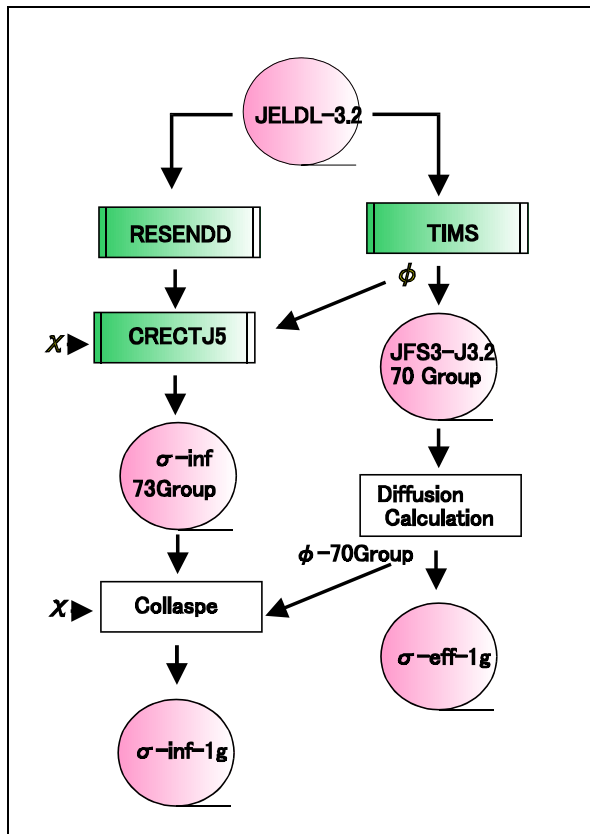 JELDL-3.2
RESENDD
TIMS
φ
χ
CRECTJ5
JFS3-J3.2
70 Group
σ-inf
73Group
Diffusion
Calculation
φ-70Group
χ
Collaspe
σ-eff-1g
σ-inf-1g